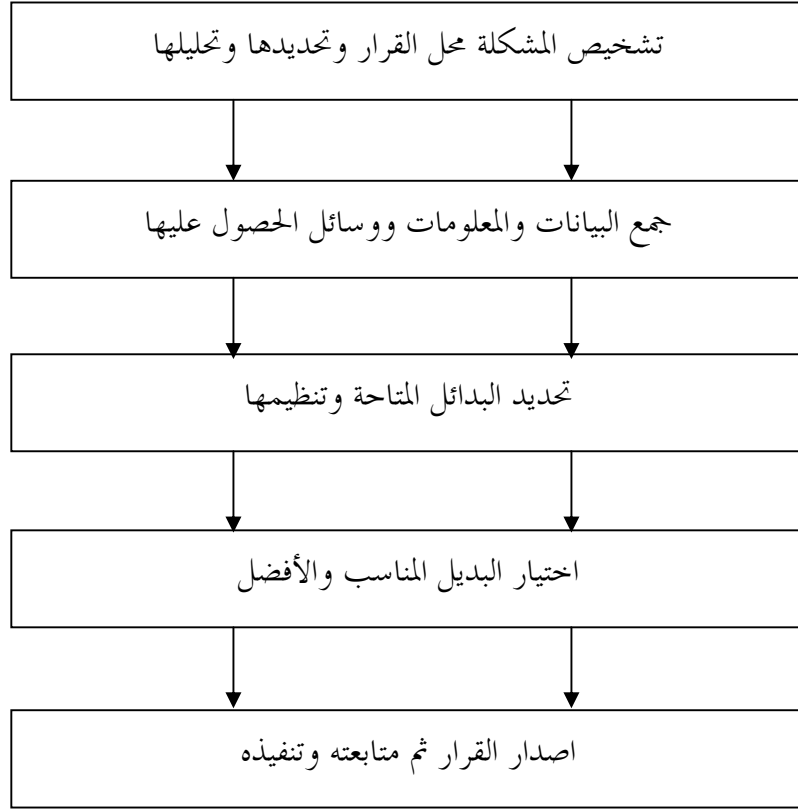 تشخيص المشكلة محل القرار وتحديدها وتحليلها
جمع البيانات والمعلومات ووسائل الحصول عليها
تحديد البدائل المتاحة وتنظيمها
اختيار البديل المناسب والأفضل
اصدار القرار ثم متابعته وتنفيذه